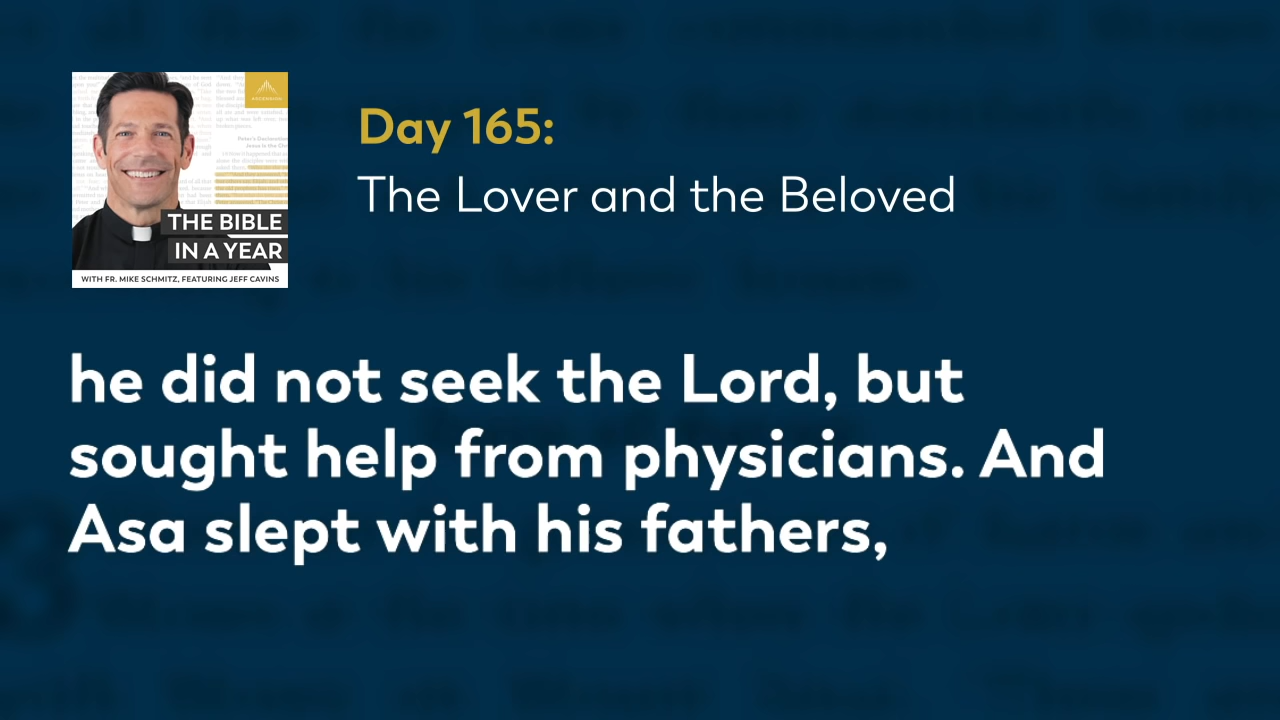 ASCENSION
THE BIBLE
IN A YEAR
WITH FR. MIKE SCHMITZ, FEATURING JEFF CAVINS
Day 165:
The Lover and the Beloved
he did not seek the Lord, but
sought help from physicians. And
Asa slept with his fathers,